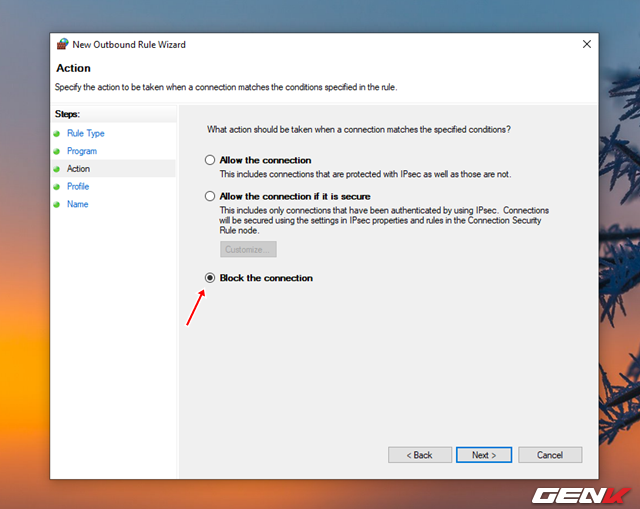 New Outbound Rule Wizard
Action
Specify the action to be taken when a connection matches the conditions specified in the rule.
Steps:
Rule Type
Program
Action
Profile
Name
What action should be taken when a connection matches the specified conditions?
Allow the connection
This includes connections that are protected with IPsec as well as those are not.
Allow the connection if it is secure
This includes only connections that have been authenticated by using IPsec. Connections
will be secured using the settings in IPsec properties and rules in the Connection Security
Rule node.
Customize...
Block the connection
< Back
Next >
Cancel
GENK